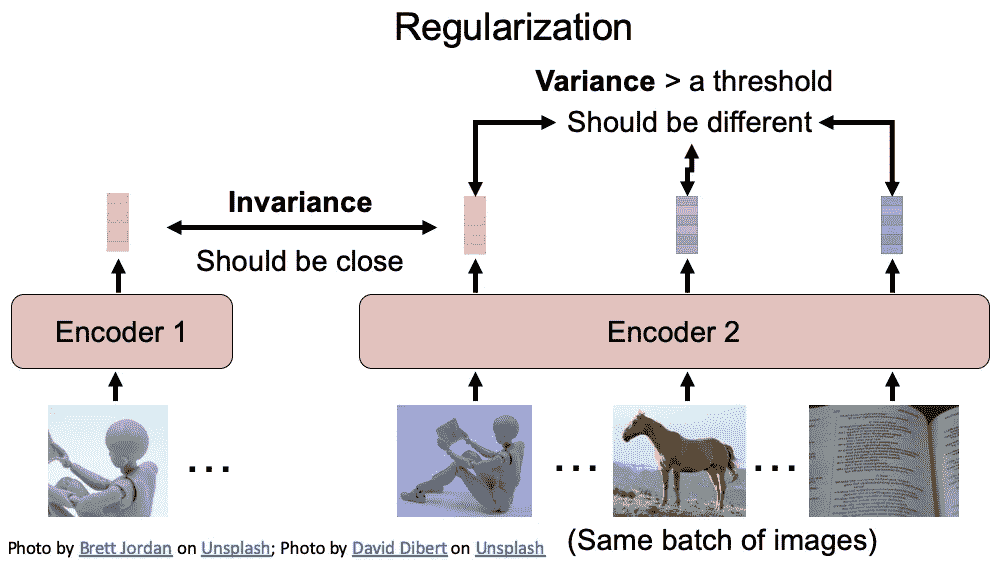 Regularization
Variance > a threshold
Should be different
Invariance
Should be close
Encoder 1
Encoder 2
...
...
...
Photo by Brett Jordan on Unsplash; Photo by David Dibert on Unsplash
(Same batch of images)